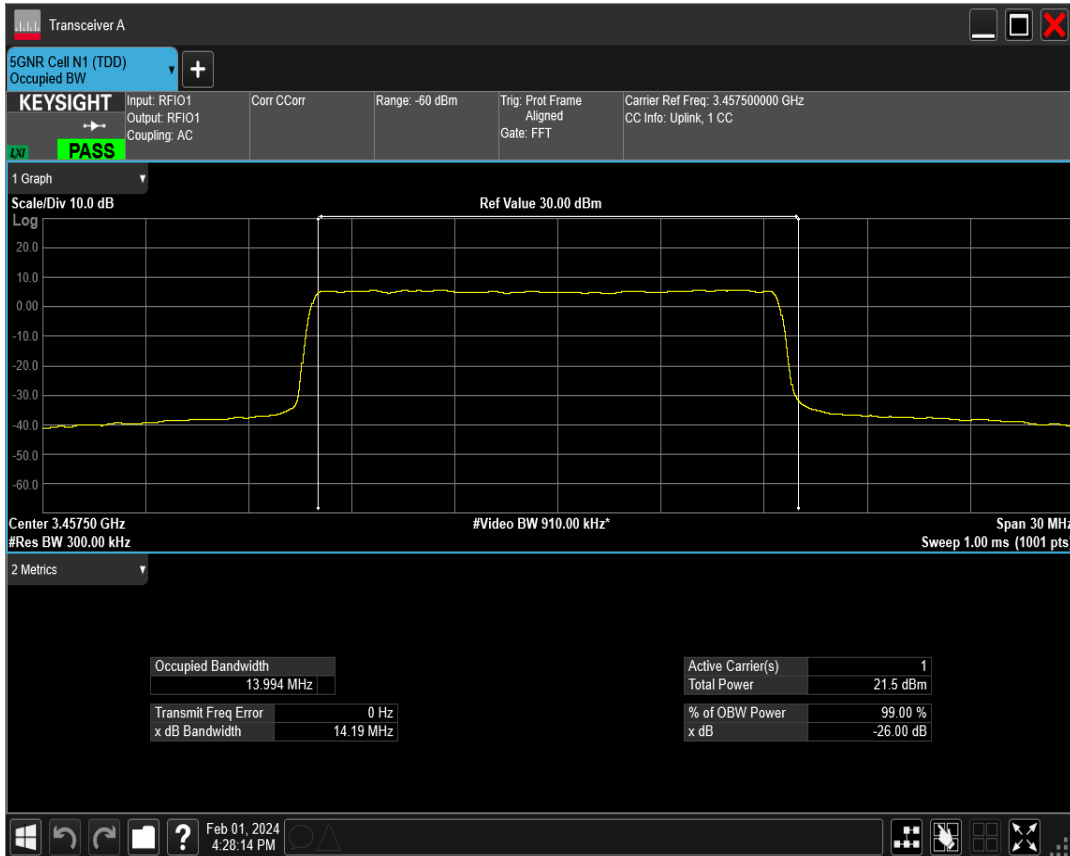 Transceiver A
5GNR Cell N1 (TDD)
Occupied BW
+
KEYSIGHT
LXI
PASS
Input: RFIO1
Output: RFIO1
Coupling: AC
Corr CCorr
Range: -60 dBm
Trig: Prot Frame
Aligned
Gate: FFT
Carrier Ref Freq: 3.457500000 GHz
CC Info: Uplink, 1 CC
1 Graph
Scale/Div 10.0 dB
Ref Value 30.00 dBm
Log
20.0
10.0
0.00
-10.0
-20.0
-30.0
-40.0
-50.0
-60.0
Center 3.45750 GHz
#Video BW 910.00 kHz*
Span 30 MHz
#Res BW 300.00 kHz
Sweep 1.00 ms (1001 pts)
2 Metrics
Occupied Bandwidth
13.994 MHz
Transmit Freq Error 0 Hz
x dB Bandwidth 14.19 MHz
Active Carrier(s) 1
Total Power 21.5 dBm
% of OBW Power 99.00 %
x dB -26.00 dB
?
Feb 01, 2024
4:28:14 PM